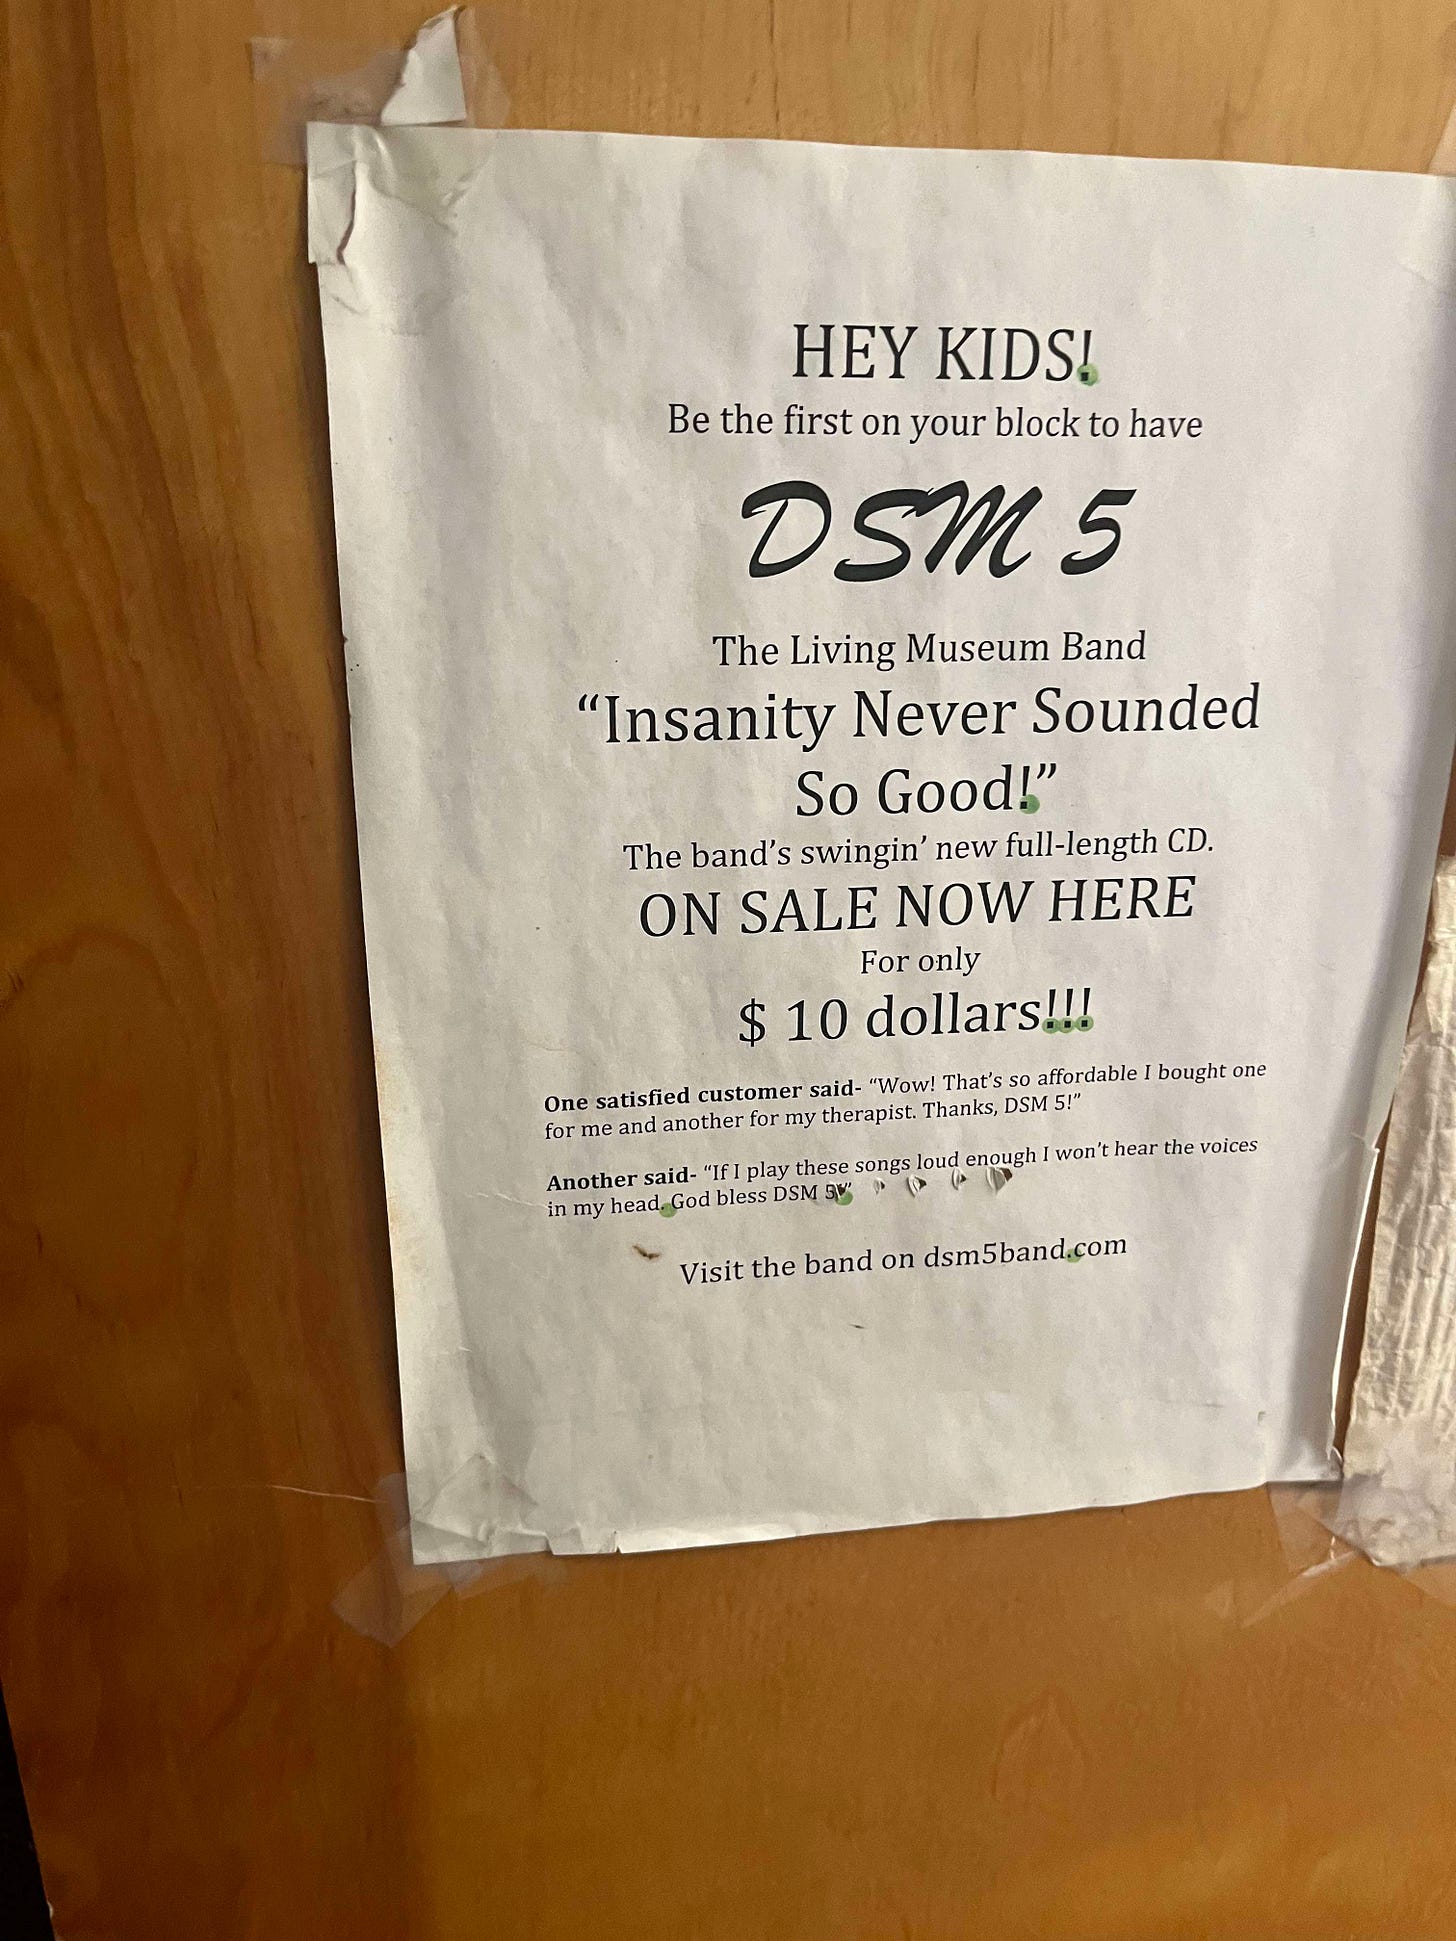 HEY KIDS!
Be the first on your block to have
DSM 5
The Living Museum Band
“Insanity Never Sounded
So Good!”
The band’s swingin’ new full-length CD.
ON SALE NOW HERE
For only
$ 10 dollars!!!
One satisfied customer said- “Wow! That’s so affordable I bought one
for me and another for my therapist. Thanks, DSM 5!”
Another said- “If I play these songs loud enough I won’t hear the voices
in my head. God bless DSM 5!”
Visit the band on dsm5band.com